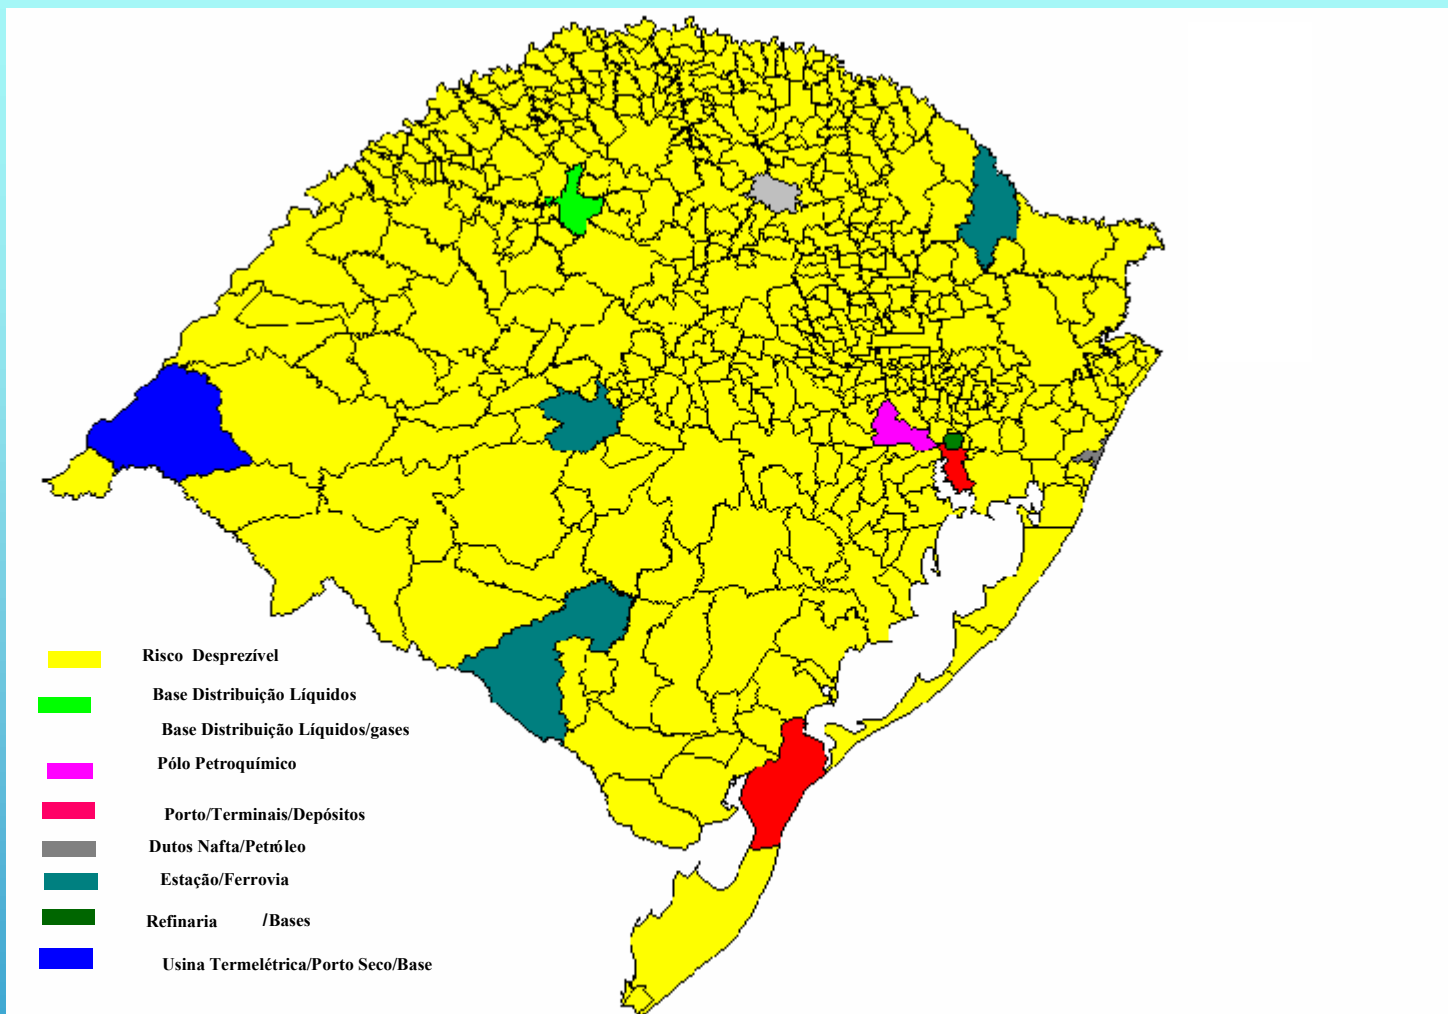 Risco Desprezível
Base Distribuição Líquidos
Base Distribuição Líquidos/gases
Pólo Petroquímico
Porto/Terminais/Depósitos
Dutos Nafta/Petróleo
Estação/Ferrovia
Refinaria /Bases
Usina Termelétrica/Porto Seco/Base